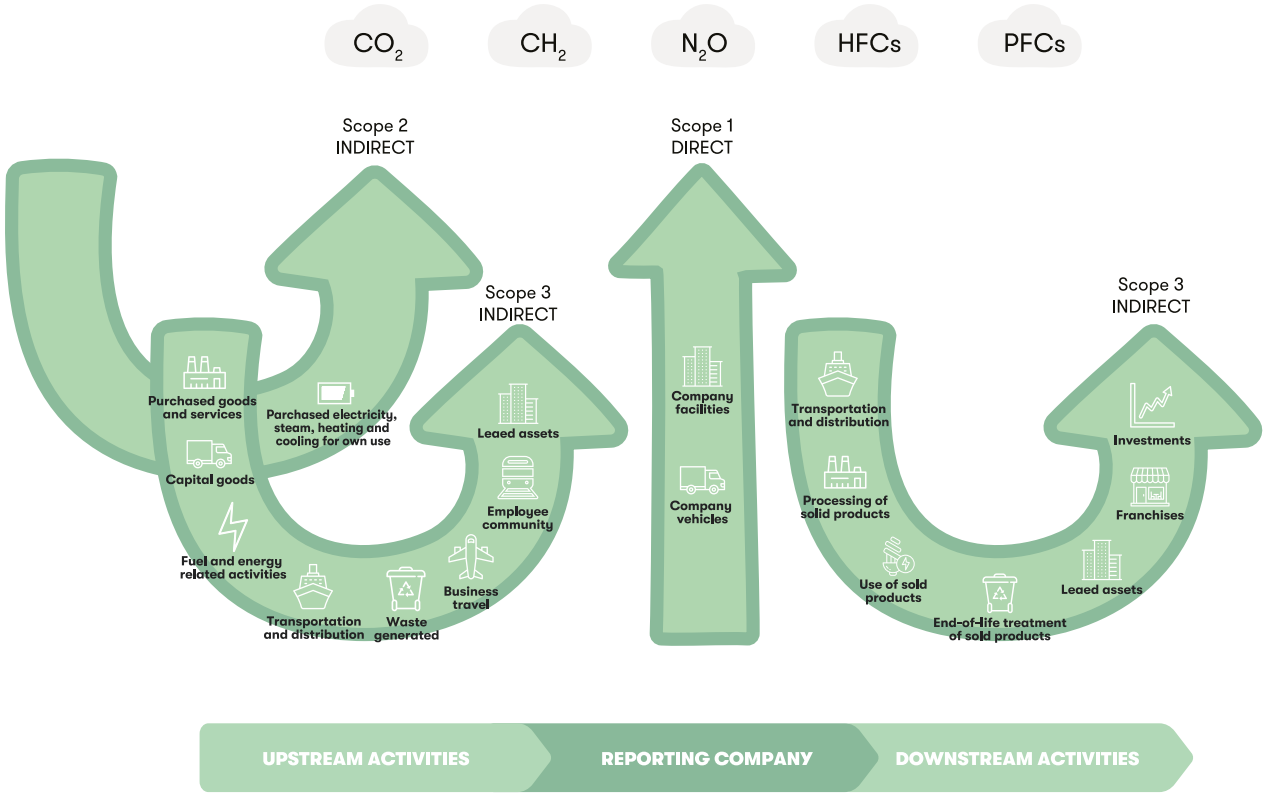 CO₂
CH₂
N₂O
HFCs
PFCs
Scope 2
INDIRECT
Scope 1
DIRECT
Scope 3
INDIRECT
Scope 3
INDIRECT
Purchased goods
and services
Capital goods
Fuel and energy
related activities
Transportation
and distribution
Waste
generated
Business
travel
Employee
community
Leaed assets
Parchased electricity,
steam, heating and
cooling for own use
Company
facilities
Company
vehicles
Transportation
and distribution
Processing of
solid products
Use of sold
products
End-of-life treatment
of sold products
Leaed assets
Franchises
Investments
UPSTREAM ACTIVITIES
REPORTING COMPANY
DOWNSTREAM ACTIVITIES